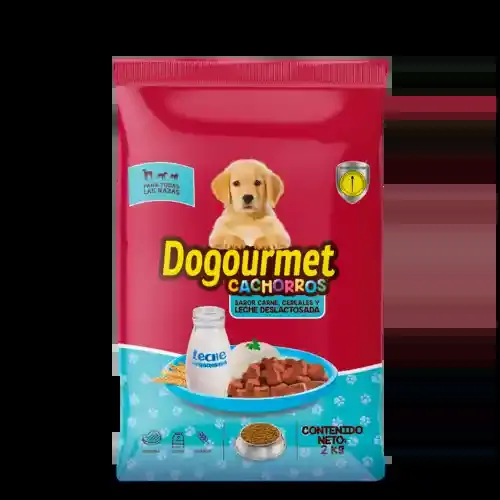 PARA TODAS
LAS RAZAS
Dogourmet
CACHORROS
SABOR CARNE, CEREALES Y
LECHE DESLACTOSADA
Leche
CONTENIDO
NETO:
2 KG